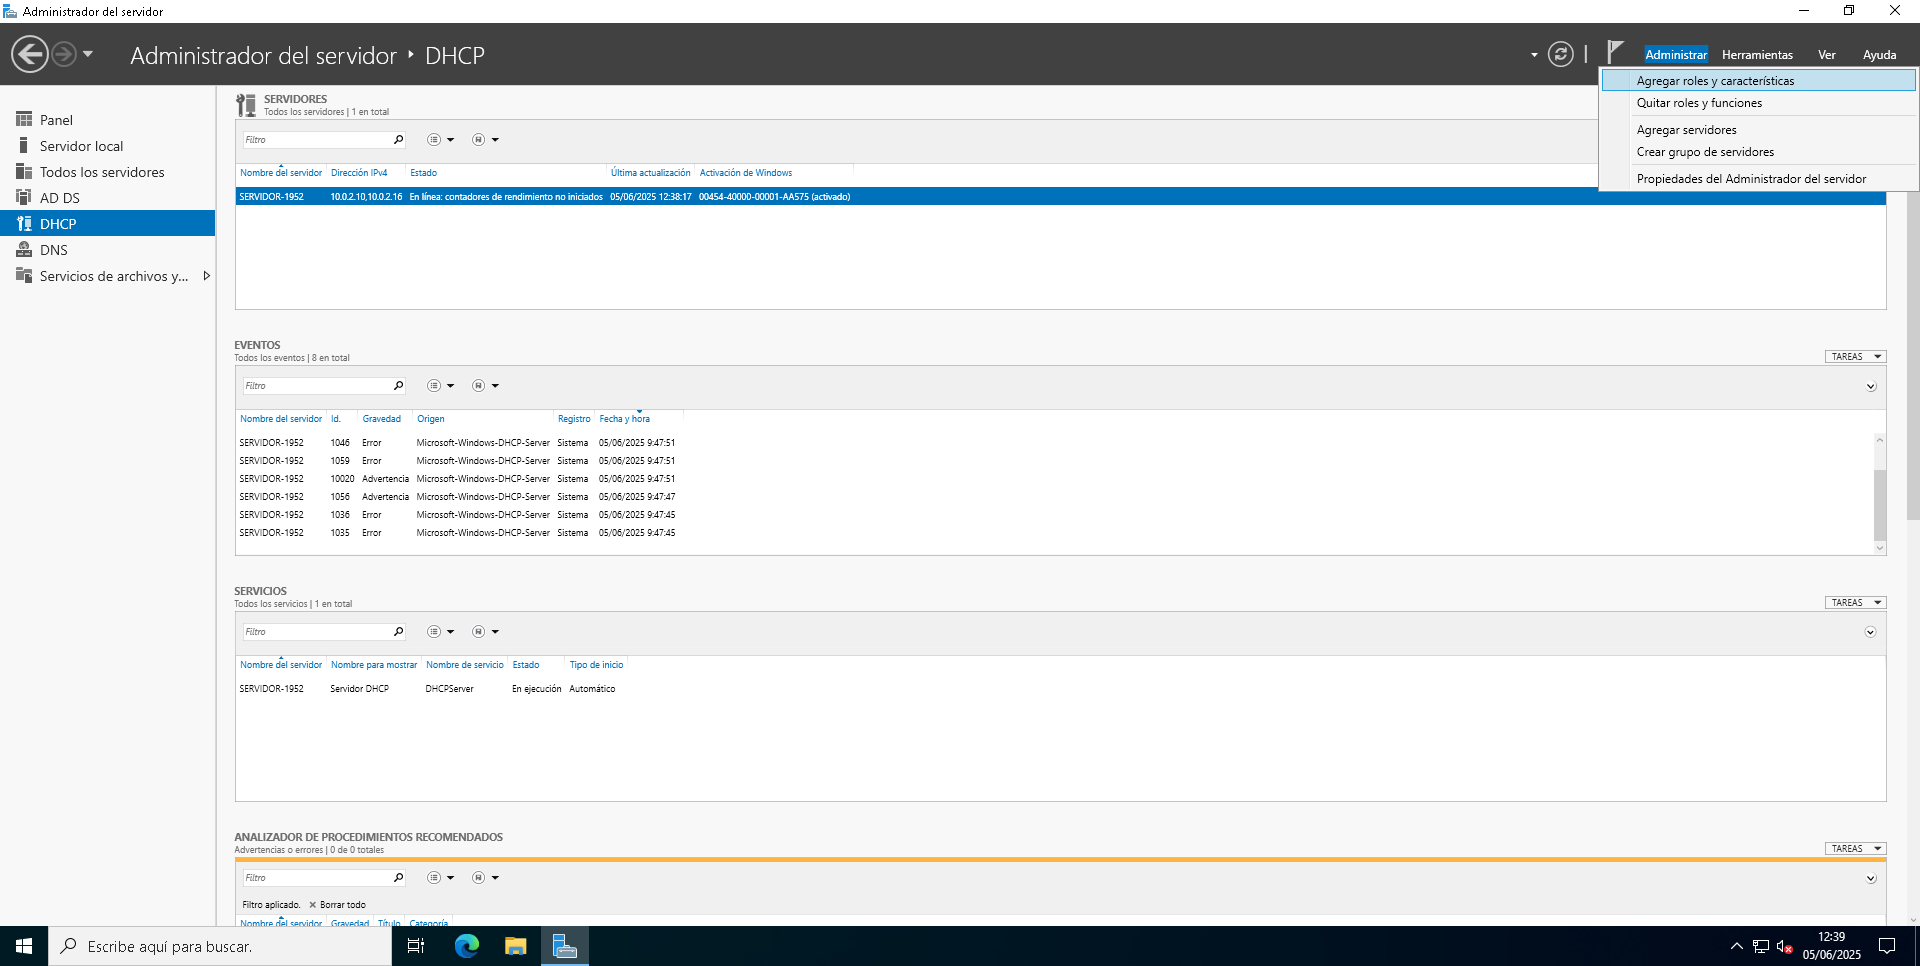 Administrador del servidor
Administrador del servidor ‣ DHCP
Administrar Herramientas Ver Ayuda
Agregar roles y características
Quitar roles y funciones
Agregar servidores
Crear grupo de servidores
Propiedades del Administrador del servidor
Panel
Servidor local
Todos los servidores
AD DS
DHCP
DNS
Servicios de archivos y...
SERVIDORES
Todos los servidores | 1 en total
Filtro
Nombre del servidor Dirección IPv4 Estado Última actualización Activación de Windows
SERVIDOR-1952 10.0.2.10,10.0.2.16 En línea: contadores de rendimiento no iniciados 05/06/2025 12:38:17 00454-40000-00001-AA575 (activado)
EVENTOS
Todos los eventos | 8 en total
TAREAS
Filtro
Nombre del servidor Id. Gravedad Origen Registro Fecha y hora
SERVIDOR-1952 1046 Error Microsoft-Windows-DHCP-Server Sistema 05/06/2025 9:47:51
SERVIDOR-1952 1059 Error Microsoft-Windows-DHCP-Server Sistema 05/06/2025 9:47:51
SERVIDOR-1952 10020 Advertencia Microsoft-Windows-DHCP-Server Sistema 05/06/2025 9:47:51
SERVIDOR-1952 1056 Advertencia Microsoft-Windows-DHCP-Server Sistema 05/06/2025 9:47:47
SERVIDOR-1952 1036 Error Microsoft-Windows-DHCP-Server Sistema 05/06/2025 9:47:45
SERVIDOR-1952 1035 Error Microsoft-Windows-DHCP-Server Sistema 05/06/2025 9:47:45
SERVICIOS
Todos los servicios | 1 en total
TAREAS
Filtro
Nombre del servidor Nombre para mostrar Nombre de servicio Estado Tipo de inicio
SERVIDOR-1952 Servidor DHCP DHCPServer En ejecución Automático
ANALIZADOR DE PROCEDIMIENTOS RECOMENDADOS
Advertencias o errores | 0 de 0 totales
TAREAS
Filtro
Filtro aplicado. × Borrar todo
Nombre del servidor Gravedad Título Categoría
Escribe aquí para buscar.
12:39
05/06/2025